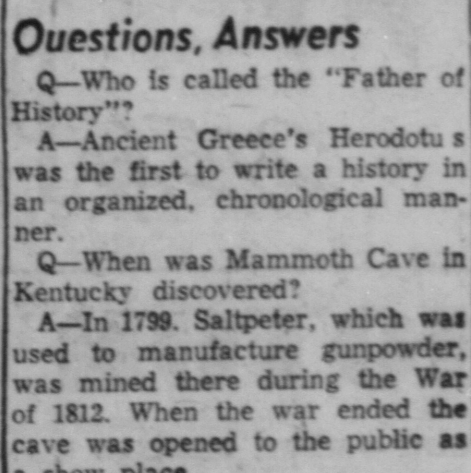 Questions, Answers
Q—Who is called the "Father of
History"?
A—Ancient Greece's Herodotu s
was the first to write a history in
an organized, chronological man-
ner.
Q—When was Mammoth Cave in
Kentucky discovered?
A—In 1799. Saltpeter, which was
used to manufacture gunpowder,
was mined there during the War
of 1812. When the war ended the
cave was opened to the public as
a show place